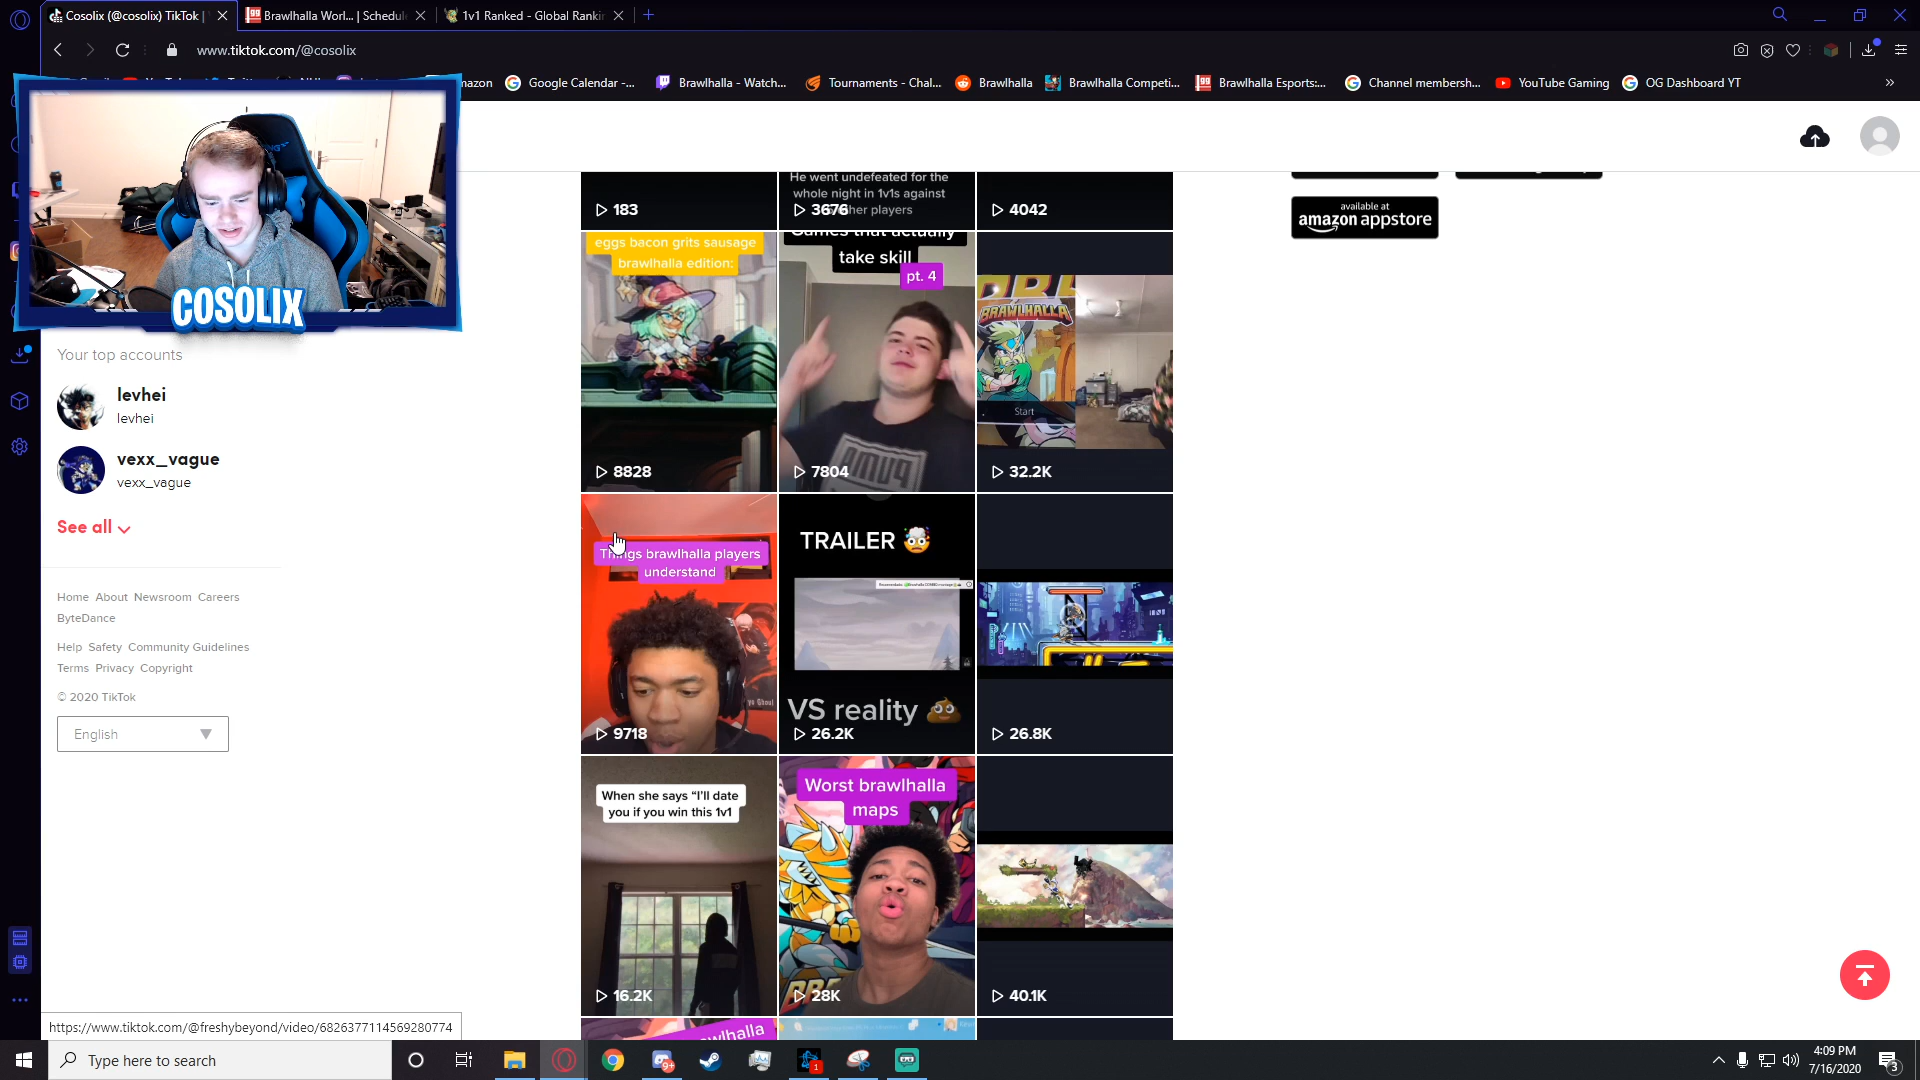 Cosolix (@cosolix) TikTok |
Brawlhalla Worl... | Schedul
1v1 Ranked - Global Rankin
www.tiktok.com/@cosolix
mazon
Google Calendar -...
Brawlhalla - Watch...
Tournaments - Chal...
Brawlhalla
Brawlhalla Competi...
Brawlhalla Esports:...
Channel membersh...
YouTube Gaming
OG Dashboard YT
COSOLIX
Your top accounts
levhei
levhei
vexx_vague
vexx_vague
See all
Home About Newsroom Careers
ByteDance
Help Safety Community Guidelines
Terms Privacy Copyright
© 2020 TikTok
English
183
He went undefeated for the
whole night in 1v1s against
her players
3676
4042
available at
amazon appstore
eggs bacon grits sausage
brawlhalla edition:
8828
Games that actually
take skill
pt. 4
7804
BRAWLHALLA
Start
32.2K
Things brawlhalla players
understand
9718
TRAILER 🤯
VS reality 💩
26.2K
26.8K
When she says "I'll date
you if you win this 1v1
16.2K
Worst brawlhalla
maps
28K
40.1K
https://www.tiktok.com/@freshybeyond/video/6826377114569280774
Type here to search
4:09 PM
7/16/2020